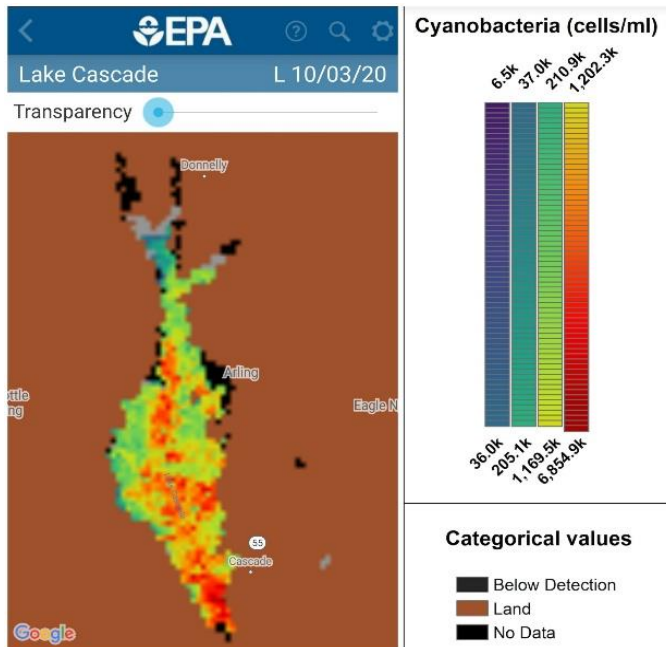 EPA
Lake Cascade L 10/03/20
Transparency
Donnelly
Arling
Eagle N
55
Cascade
Google
Cyanobacteria (cells/ml)
6.5k 37.0k 210.9k 1,202.3k
36.0k 205.1k 1,169.5k 6,854.9k
Categorical values
Below Detection
Land
No Data